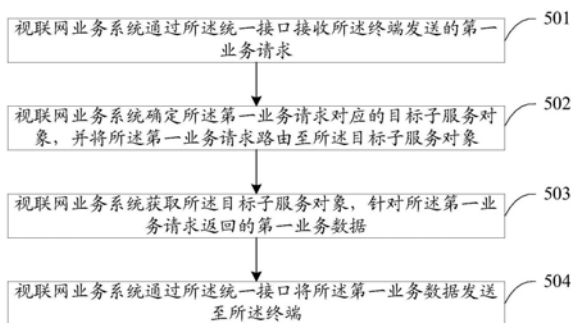 视联网业务系统通过所述统一接口接收所述终端发送的第一
业务请求
501
视联网业务系统确定所述第一业务请求对应的目标子服务对
象，并将所述第一业务请求路由至所述目标子服务对象
502
视联网业务系统获取所述目标子服务对象，针对所述第一业
务请求返回的第一业务数据
503
视联网业务系统通过所述统一接口将所述第一业务数据发送
至所述终端
504